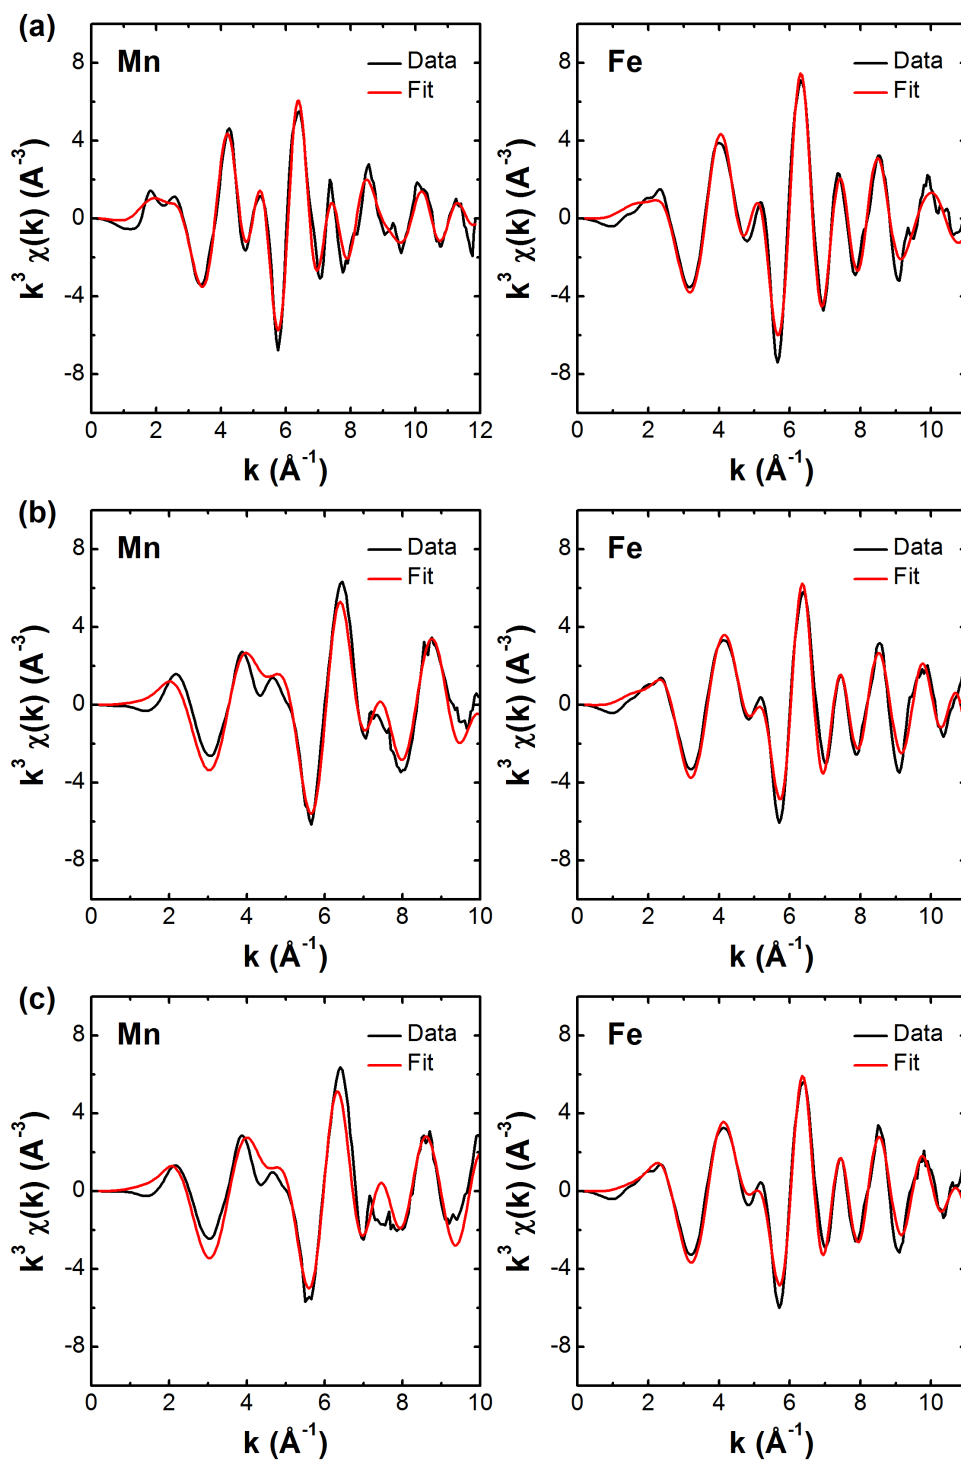 (a)
Mn
Data
Fit
8
4
0
-4
-8
k³ χ(k) (A⁻³)
0 2 4 6 8 10 12
k (Å⁻¹)
Fe
Data
Fit
8
4
0
-4
-8
k³ χ(k) (A⁻³)
0 2 4 6 8 10
k (Å⁻¹)
(b)
Mn
Data
Fit
8
4
0
-4
-8
k³ χ(k) (A⁻³)
0 2 4 6 8 10
k (Å⁻¹)
Fe
Data
Fit
8
4
0
-4
-8
k³ χ(k) (A⁻³)
0 2 4 6 8 10
k (Å⁻¹)
(c)
Mn
Data
Fit
8
4
0
-4
-8
k³ χ(k) (A⁻³)
0 2 4 6 8 10
k (Å⁻¹)
Fe
Data
Fit
8
4
0
-4
-8
k³ χ(k) (A⁻³)
0 2 4 6 8 10
k (Å⁻¹)